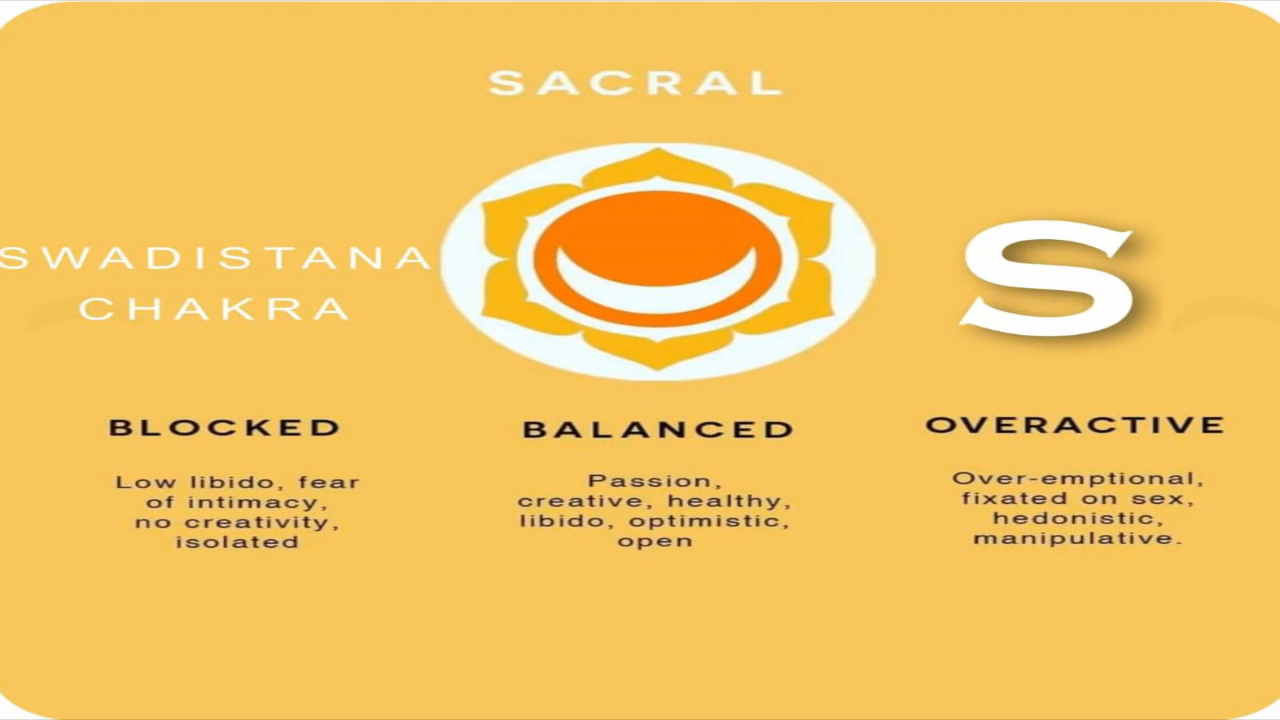 SACRAL
SWADISTANA
CHAKRA
S
BLOCKED
Low libido, fear
of intimacy,
no creativity,
isolated
BALANCED
Passion,
creative, healthy,
libido, optimistic,
open
OVERACTIVE
Over-emptional,
fixated on sex,
hedonistic,
manipulative.